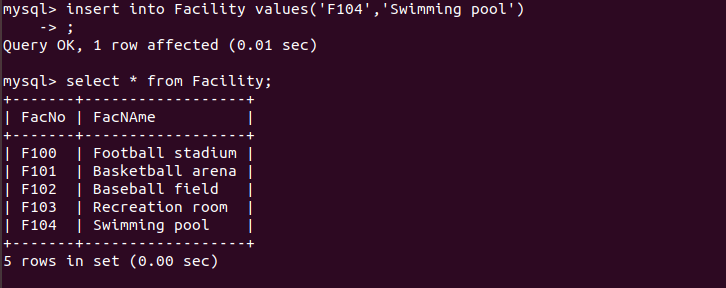 mysql> insert into Facility values('F104','Swimming pool')
    -> ;
Query OK, 1 row affected (0.01 sec)

mysql> select * from Facility;
+-------+------------------+
| FacNo | FacNAme          |
+-------+------------------+
| F100  | Football stadium |
| F101  | Basketball arena |
| F102  | Baseball field   |
| F103  | Recreation room  |
| F104  | Swimming pool    |
+-------+------------------+
5 rows in set (0.00 sec)